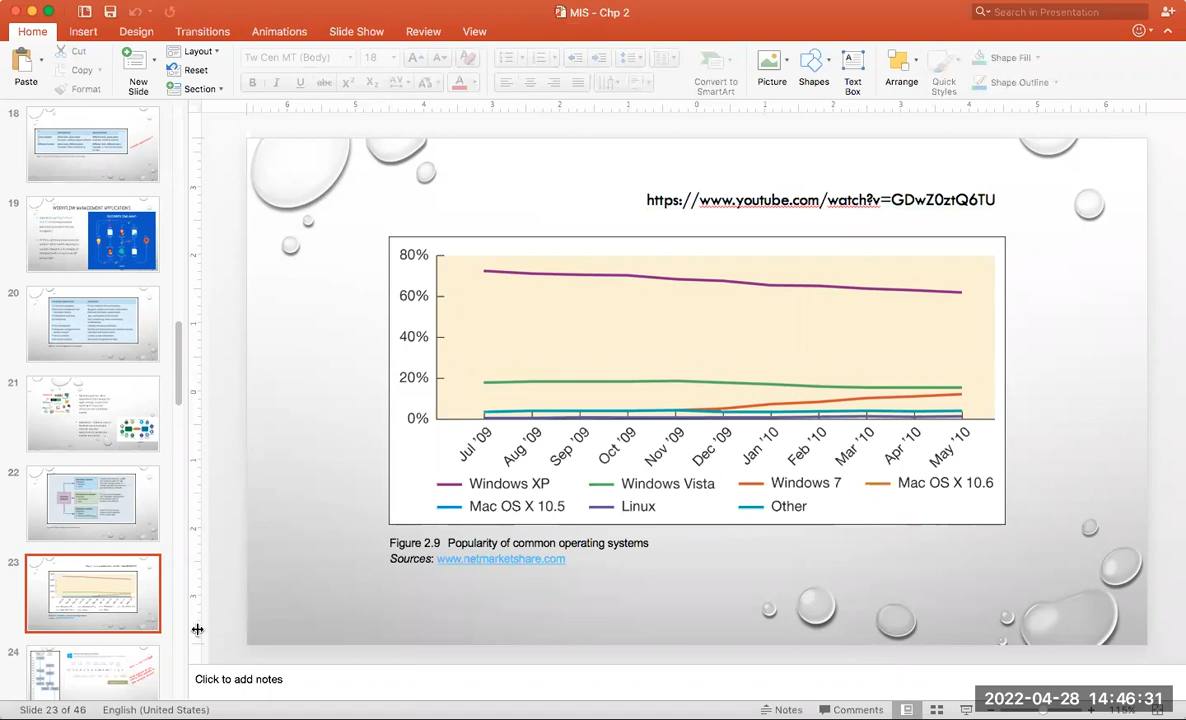 MIS - Chp 2
Search in Presentation
Home Insert Design Transitions Animations Slide Show Review View
Paste
Cut
Copy
Format
New Slide
Layout
Reset
Section
Tw Cen MT (Body) 18
Convert to SmartArt
Picture
Shapes
Text Box
Arrange
Quick Styles
Shape Fill
Shape Outline
18
19
WORKFLOW MANAGEMENT APPLICATIONS
20
21
22
23
24
https://www.youtube.com/watch?v=GDwZ0ztQ6TU
80%
60%
40%
20%
0%
Jul '09 Aug '09 Sep '09 Oct '09 Nov '09 Dec '09 Jan '10 Feb '10 Mar '10 Apr '10 May '10
Windows XP Windows Vista Windows 7 Mac OS X 10.6
Mac OS X 10.5 Linux Other
Figure 2.9 Popularity of common operating systems
Sources: www.netmarketshare.com
Click to add notes
Slide 23 of 46 English (United States) Notes Comments 115%
2022-04-28 14:46:31